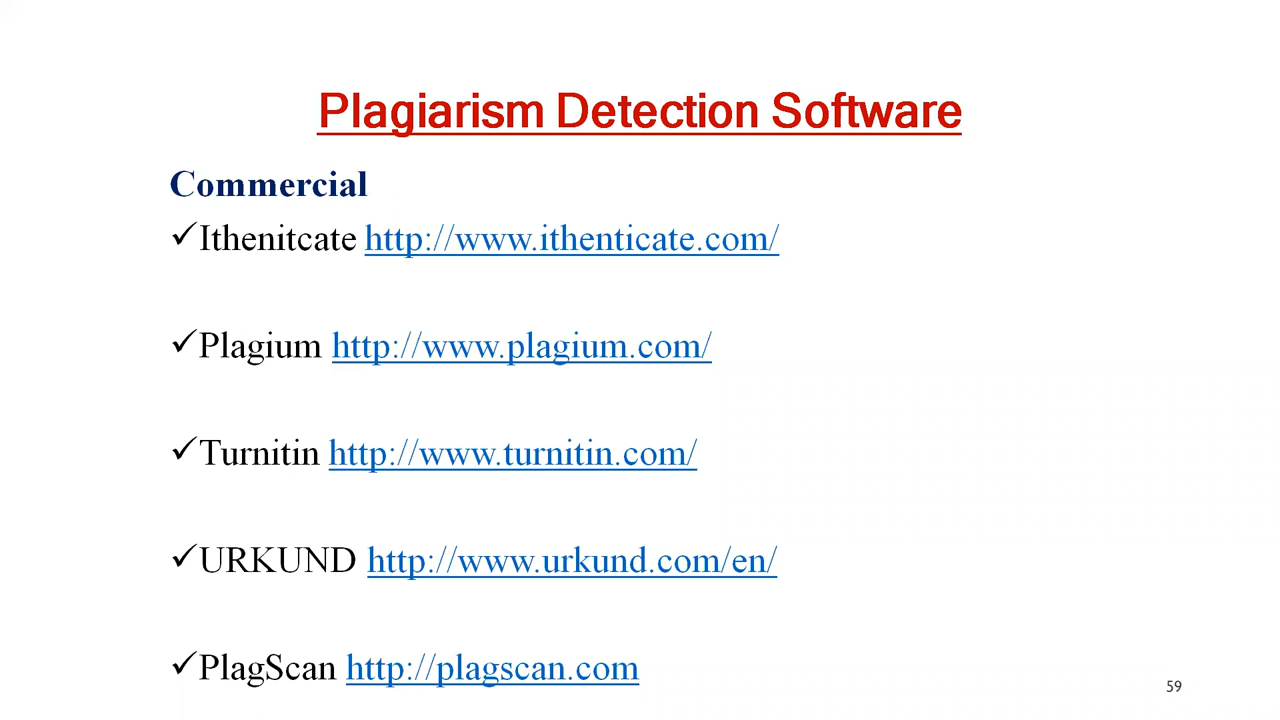 Plagiarism Detection Software
Commercial
✓Ithenitcate http://www.ithenticate.com/
✓Plagium http://www.plagium.com/
✓Turnitin http://www.turnitin.com/
✓URKUND http://www.urkund.com/en/
✓PlagScan http://plagscan.com
59